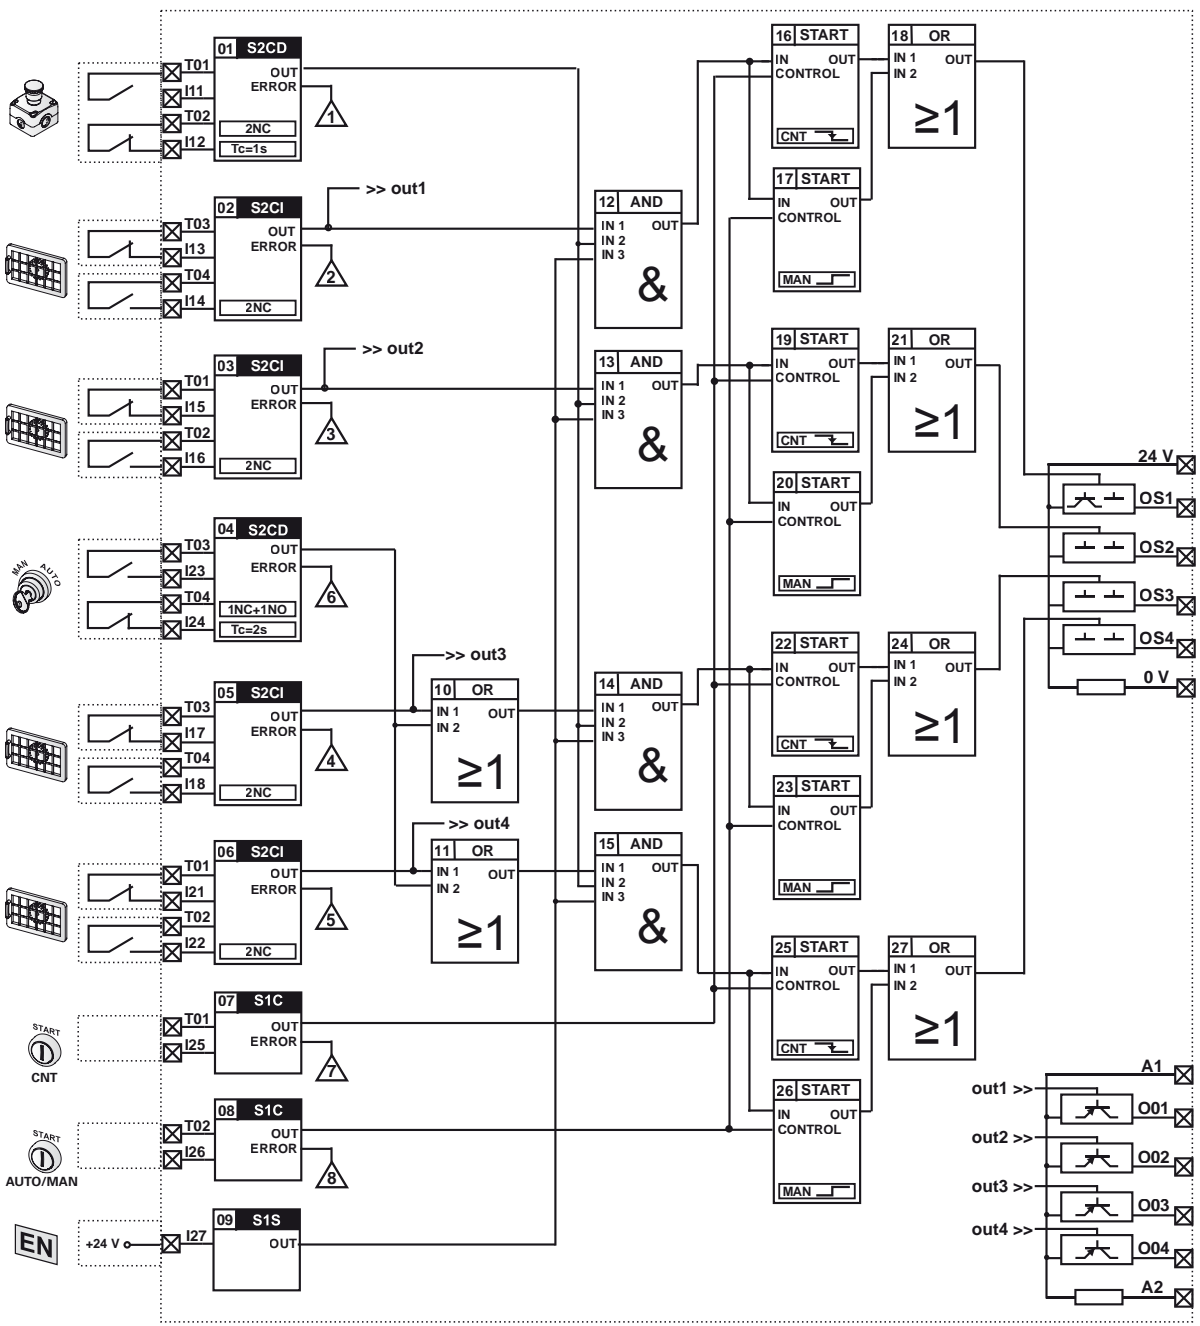 01 S2CD
T01
OUT
I11
ERROR
1
T02
2NC
I12
Tc=1s
>> out1
02 S2CI
T03
OUT
I13
ERROR
2
T04
I14
2NC
>> out2
03 S2CI
T01
OUT
I15
ERROR
3
T02
I16
2NC
MAN AUTO
04 S2CD
T03
OUT
I23
ERROR
6
T04
1NC+1NO
I24
Tc=2s
>> out3
05 S2CI
T03
OUT
I17
ERROR
4
T04
I18
2NC
>> out4
06 S2CI
T01
OUT
I21
ERROR
5
T02
I22
2NC
START
CNT
07 S1C
T01
OUT
I25
ERROR
7
START
AUTO/MAN
08 S1C
T02
OUT
I26
ERROR
8
EN
+24 V
09 S1S
I27
OUT
10 OR
IN 1 OUT
IN 2
≥1
11 OR
IN 1 OUT
IN 2
≥1
12 AND
IN 1 OUT
IN 2
IN 3
&
13 AND
IN 1 OUT
IN 2
IN 3
&
14 AND
IN 1 OUT
IN 2
IN 3
&
15 AND
IN 1 OUT
IN 2
IN 3
&
16 START
IN OUT
CONTROL
CNT
17 START
IN OUT
CONTROL
MAN
18 OR
IN 1 OUT
IN 2
≥1
19 START
IN OUT
CONTROL
CNT
20 START
IN OUT
CONTROL
MAN
21 OR
IN 1 OUT
IN 2
≥1
22 START
IN OUT
CONTROL
CNT
23 START
IN OUT
CONTROL
MAN
24 OR
IN 1 OUT
IN 2
≥1
25 START
IN OUT
CONTROL
CNT
26 START
IN OUT
CONTROL
MAN
27 OR
IN 1 OUT
IN 2
≥1
24 V
OS1
OS2
OS3
OS4
0 V
A1
out1 >>
O01
out2 >>
O02
out3 >>
O03
out4 >>
O04
A2